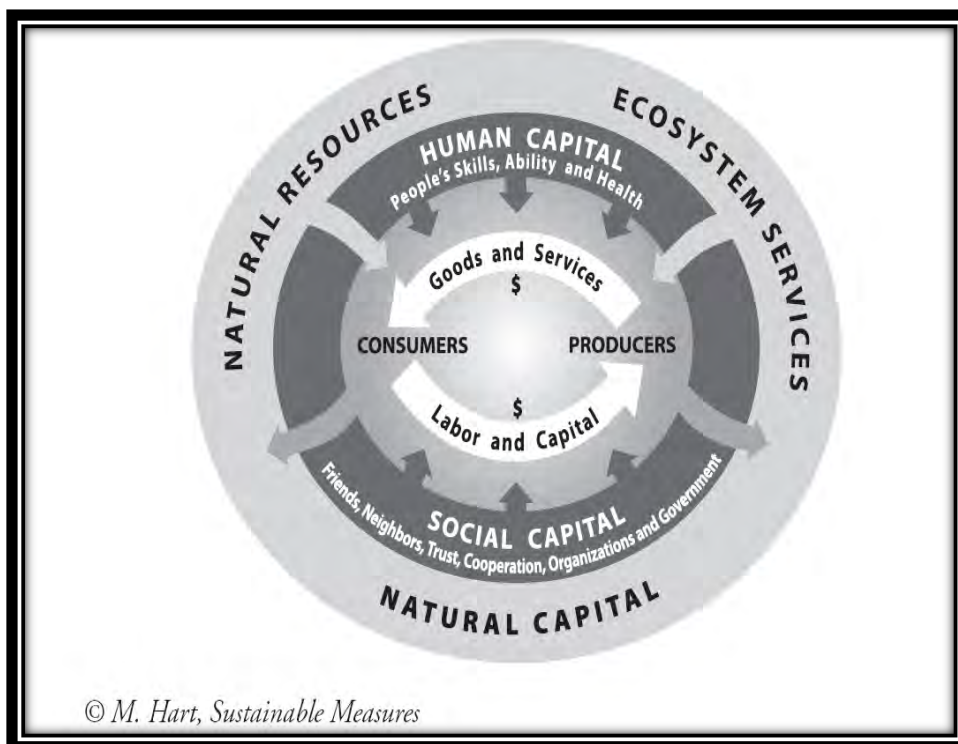 NATURAL RESOURCES
ECOSYSTEM SERVICES
HUMAN CAPITAL
People's Skills, Ability and Health
Goods and Services
$
CONSUMERS
PRODUCERS
$
Labor and Capital
SOCIAL CAPITAL
Friends, Neighbors, Trust, Cooperation, Organizations and Government
NATURAL CAPITAL
© M. Hart, Sustainable Measures